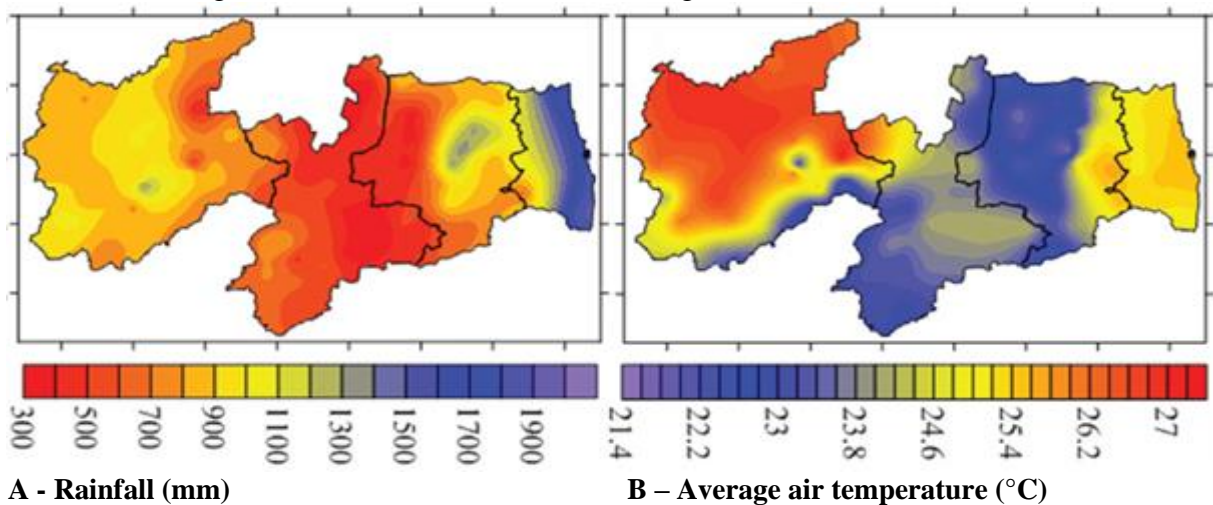 300 500 700 900 1100 1300 1500 1700 1900
21.4 22.2 23 23.8 24.6 25.4 26.2 27
A - Rainfall (mm)
B – Average air temperature (°C)